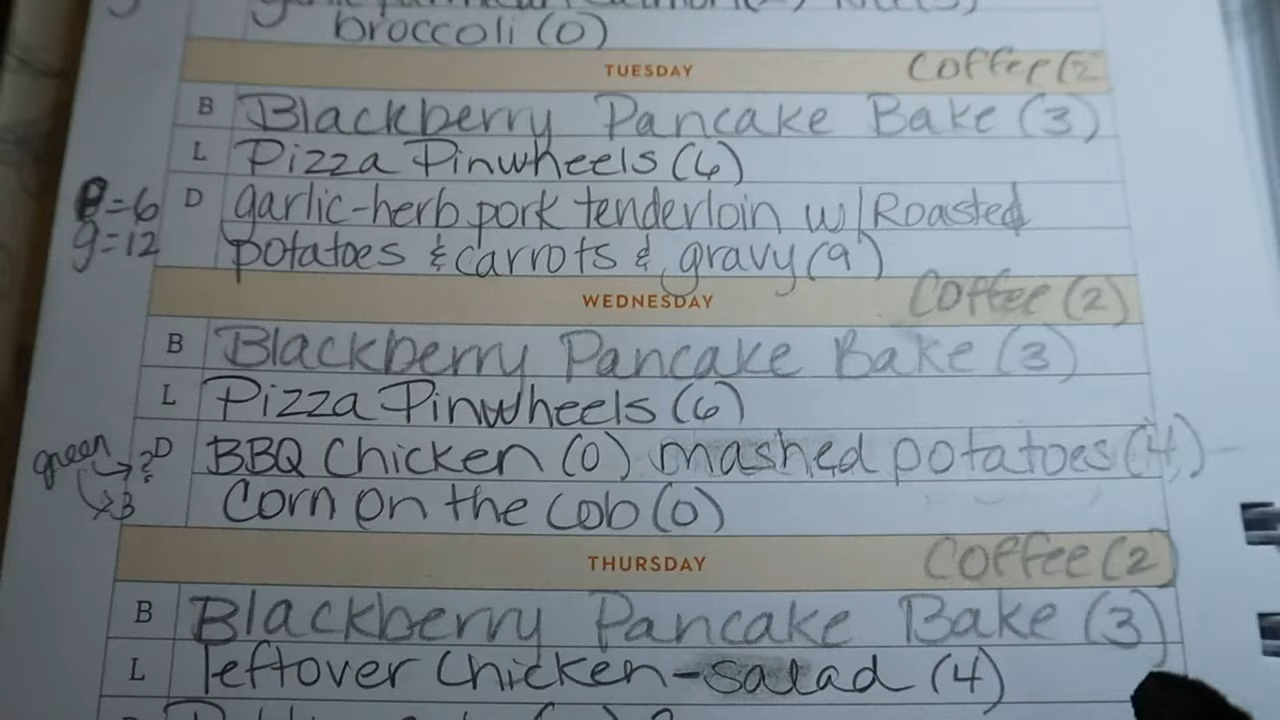 broccoli (0)
TUESDAY Coffee (2
B Blackberry Pancake Bake (3)
L Pizza Pinwheels (6)
P=6 D garlic-herb pork tenderloin w/ Roasted
g=12 potatoes & carrots & gravy (9)
WEDNESDAY Coffee (2)
B Blackberry Pancake Bake (3)
L Pizza Pinwheels (6)
green ? D BBQ Chicken (0) mashed potatoes (4)
Corn on the cob (0)
THURSDAY Coffee (2)
B Blackberry Pancake Bake (3)
L leftover Chicken-salad (4)